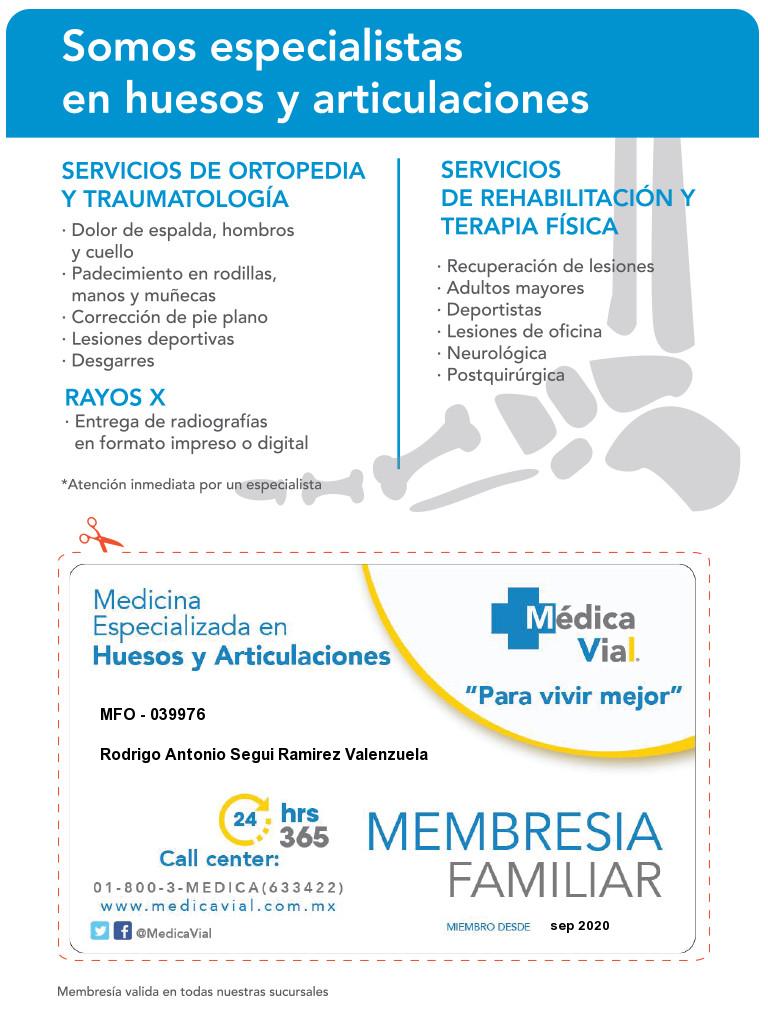 Somos especialistas
en huesos y articulaciones
SERVICIOS DE ORTOPEDIA
Y TRAUMATOLOGÍA
· Dolor de espalda, hombros
y cuello
· Padecimiento en rodillas,
manos y muñecas
· Corrección de pie plano
· Lesiones deportivas
· Desgarres
RAYOS X
· Entrega de radiografías
en formato impreso o digital
*Atención inmediata por un especialista
SERVICIOS
DE REHABILITACIÓN Y
TERAPIA FÍSICA
· Recuperación de lesiones
· Adultos mayores
· Deportistas
· Lesiones de oficina
· Neurológica
· Postquirúrgica
Medicina
Especializada en
Huesos y Articulaciones
Médica
Vial.
"Para vivir mejor"
MFO - 039976
Rodrigo Antonio Segui Ramirez Valenzuela
24 hrs
365
Call center:
01-800-3-MEDICA(633422)
www.medicavial.com.mx
@MedicaVial
MEMBRESIA
FAMILIAR
MIEMBRO DESDE sep 2020
Membresía valida en todas nuestras sucursales